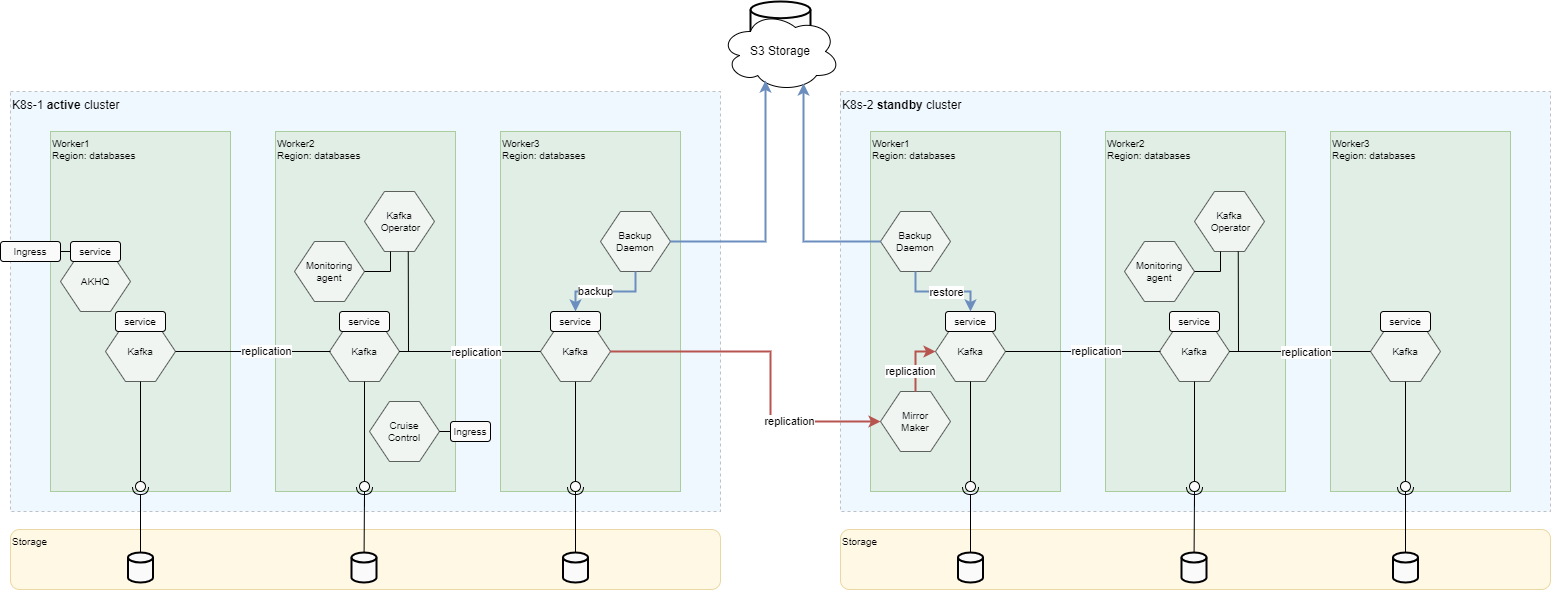 S3 Storage
K8s-1 active cluster
Worker1
Region: databases
Ingress
service
AKHQ
service
Kafka
replication
Worker2
Region: databases
Kafka
Operator
Monitoring
agent
service
Kafka
replication
Cruise
Control
Ingress
Worker3
Region: databases
Backup
Daemon
backup
service
Kafka
Storage
replication
K8s-2 standby cluster
Worker1
Region: databases
Backup
Daemon
restore
service
Kafka
replication
Mirror
Maker
replication
Worker2
Region: databases
Kafka
Operator
Monitoring
agent
service
Kafka
replication
Worker3
Region: databases
service
Kafka
Storage